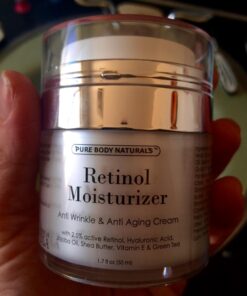 PURE BODY NATURALS™
Retinol
Moisturizer
Anti Wrinkle & Anti Aging Cream
with 2.5% active Retinol, Hyaluronic Acid,
Jojoba Oil, Shea Butter, Vitamin E & Green Tea
1.7 fl oz (50 ml)